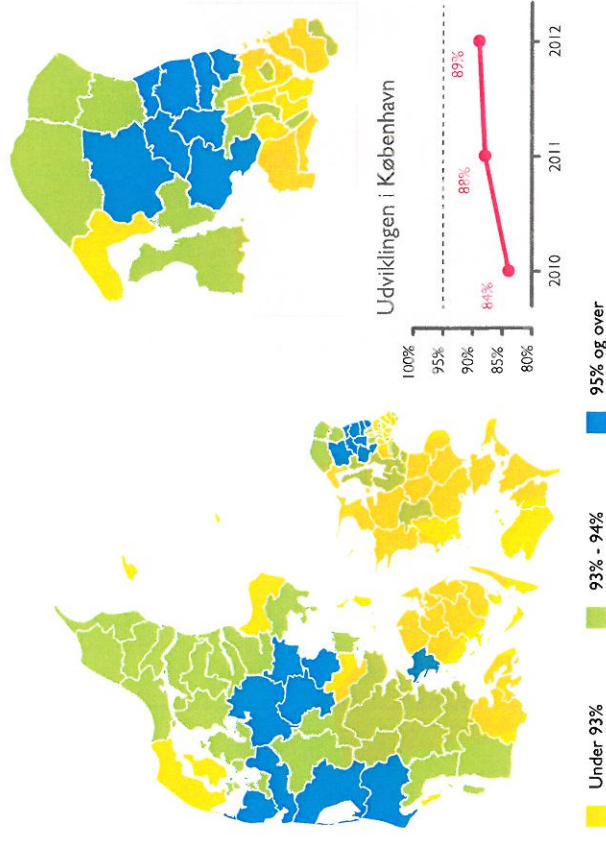 Udviklingen i København
100%
95%
90%
85%
80%
84%
88%
89%
2010
2011
2012
Under 93%
93% - 94%
95% og over